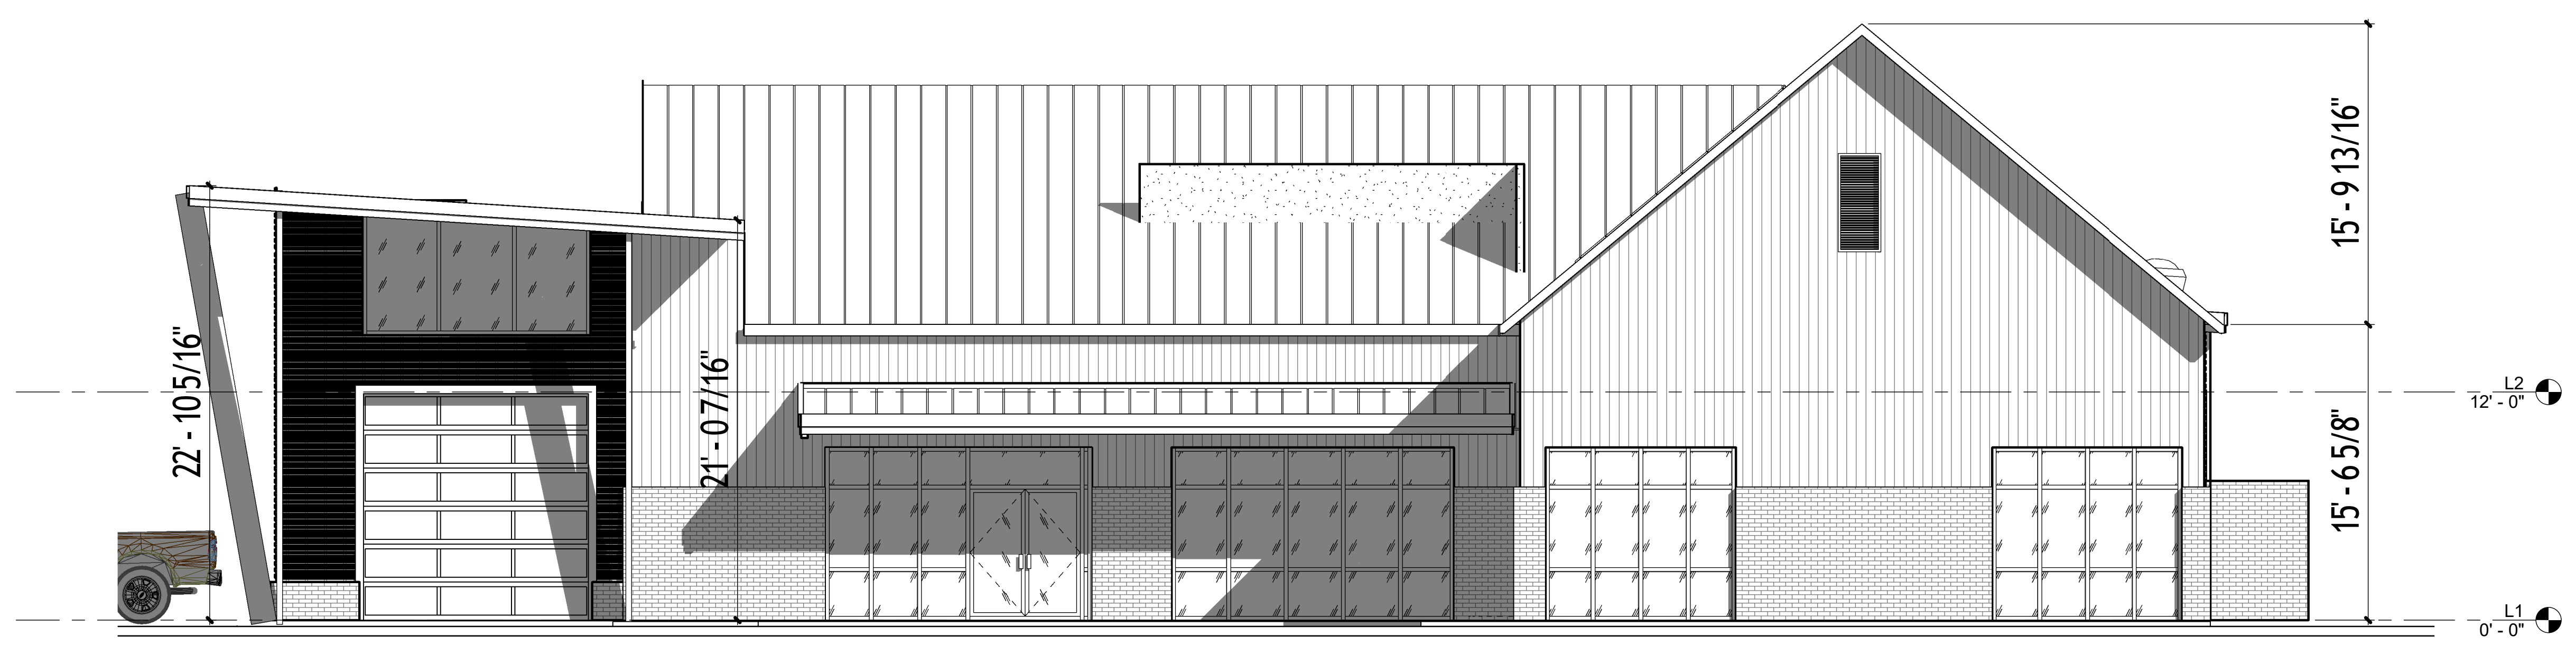 15' - 9 13/16"
22' - 10 5/16"
21' - 0 7/16"
L2
12' - 0"
15' - 6 5/8"
L1
0' - 0"